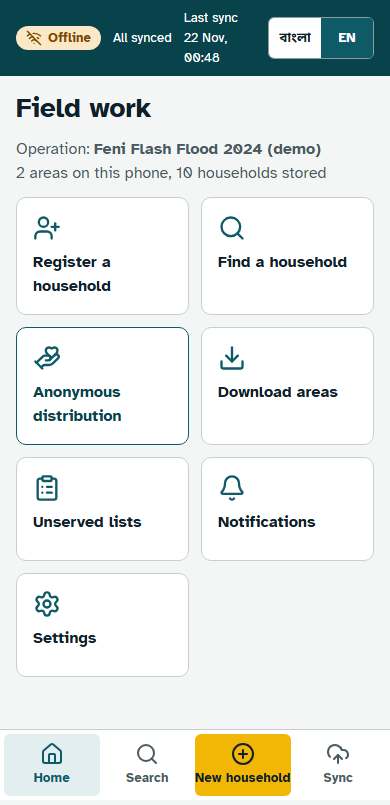 Offline
All synced
Last sync
22 Nov,
00:48
বাংলা
EN
Field work
Operation: Feni Flash Flood 2024 (demo)
2 areas on this phone, 10 households stored
Register a
household
Find a household
Anonymous
distribution
Download areas
Unserved lists
Notifications
Settings
Home
Search
New household
Sync